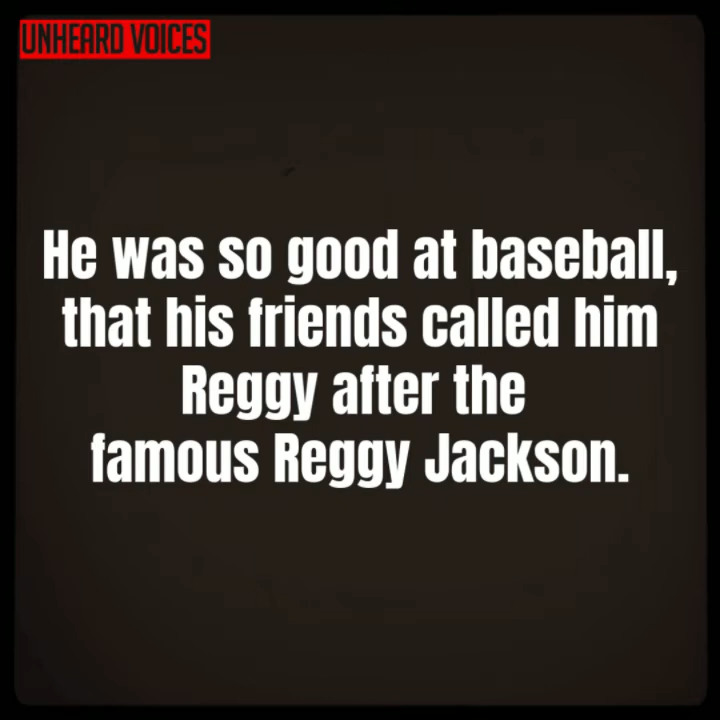 UNHEARD VOICES
He was so good at baseball,
that his friends called him
Reggy after the
famous Reggy Jackson.